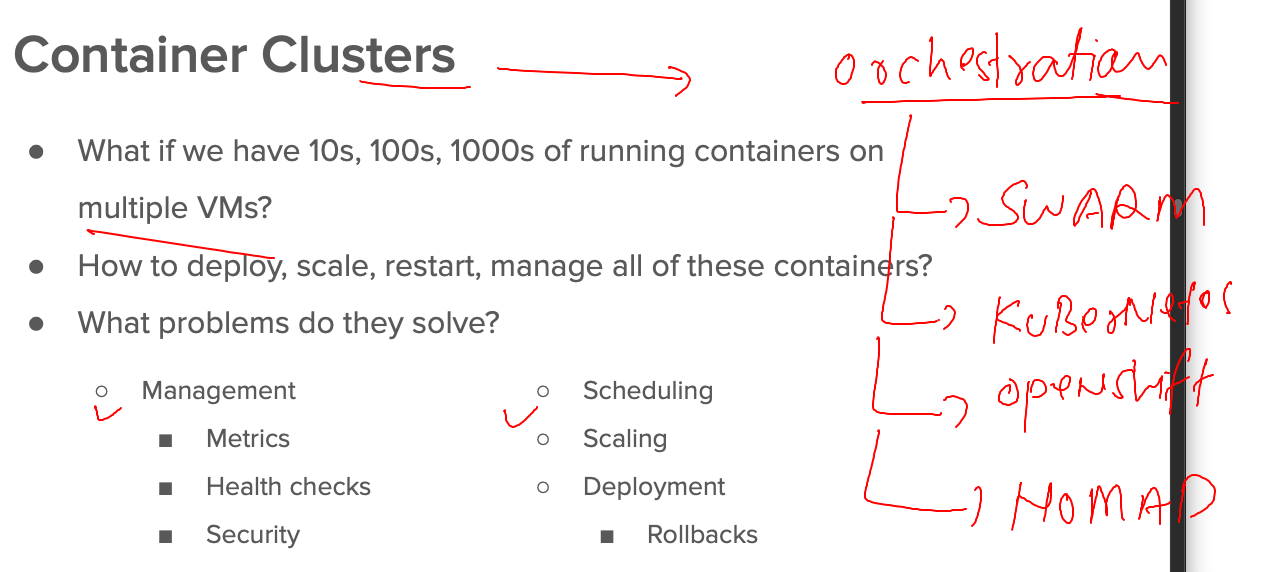 Container Clusters
orchestration
● What if we have 10s, 100s, 1000s of running containers on
multiple VMs?
● How to deploy, scale, restart, manage all of these containers?
● What problems do they solve?
○ Management
■ Metrics
■ Health checks
■ Security
○ Scheduling
○ Scaling
○ Deployment
■ Rollbacks
SWARM
KuBerNetes
openshift
NOMAD